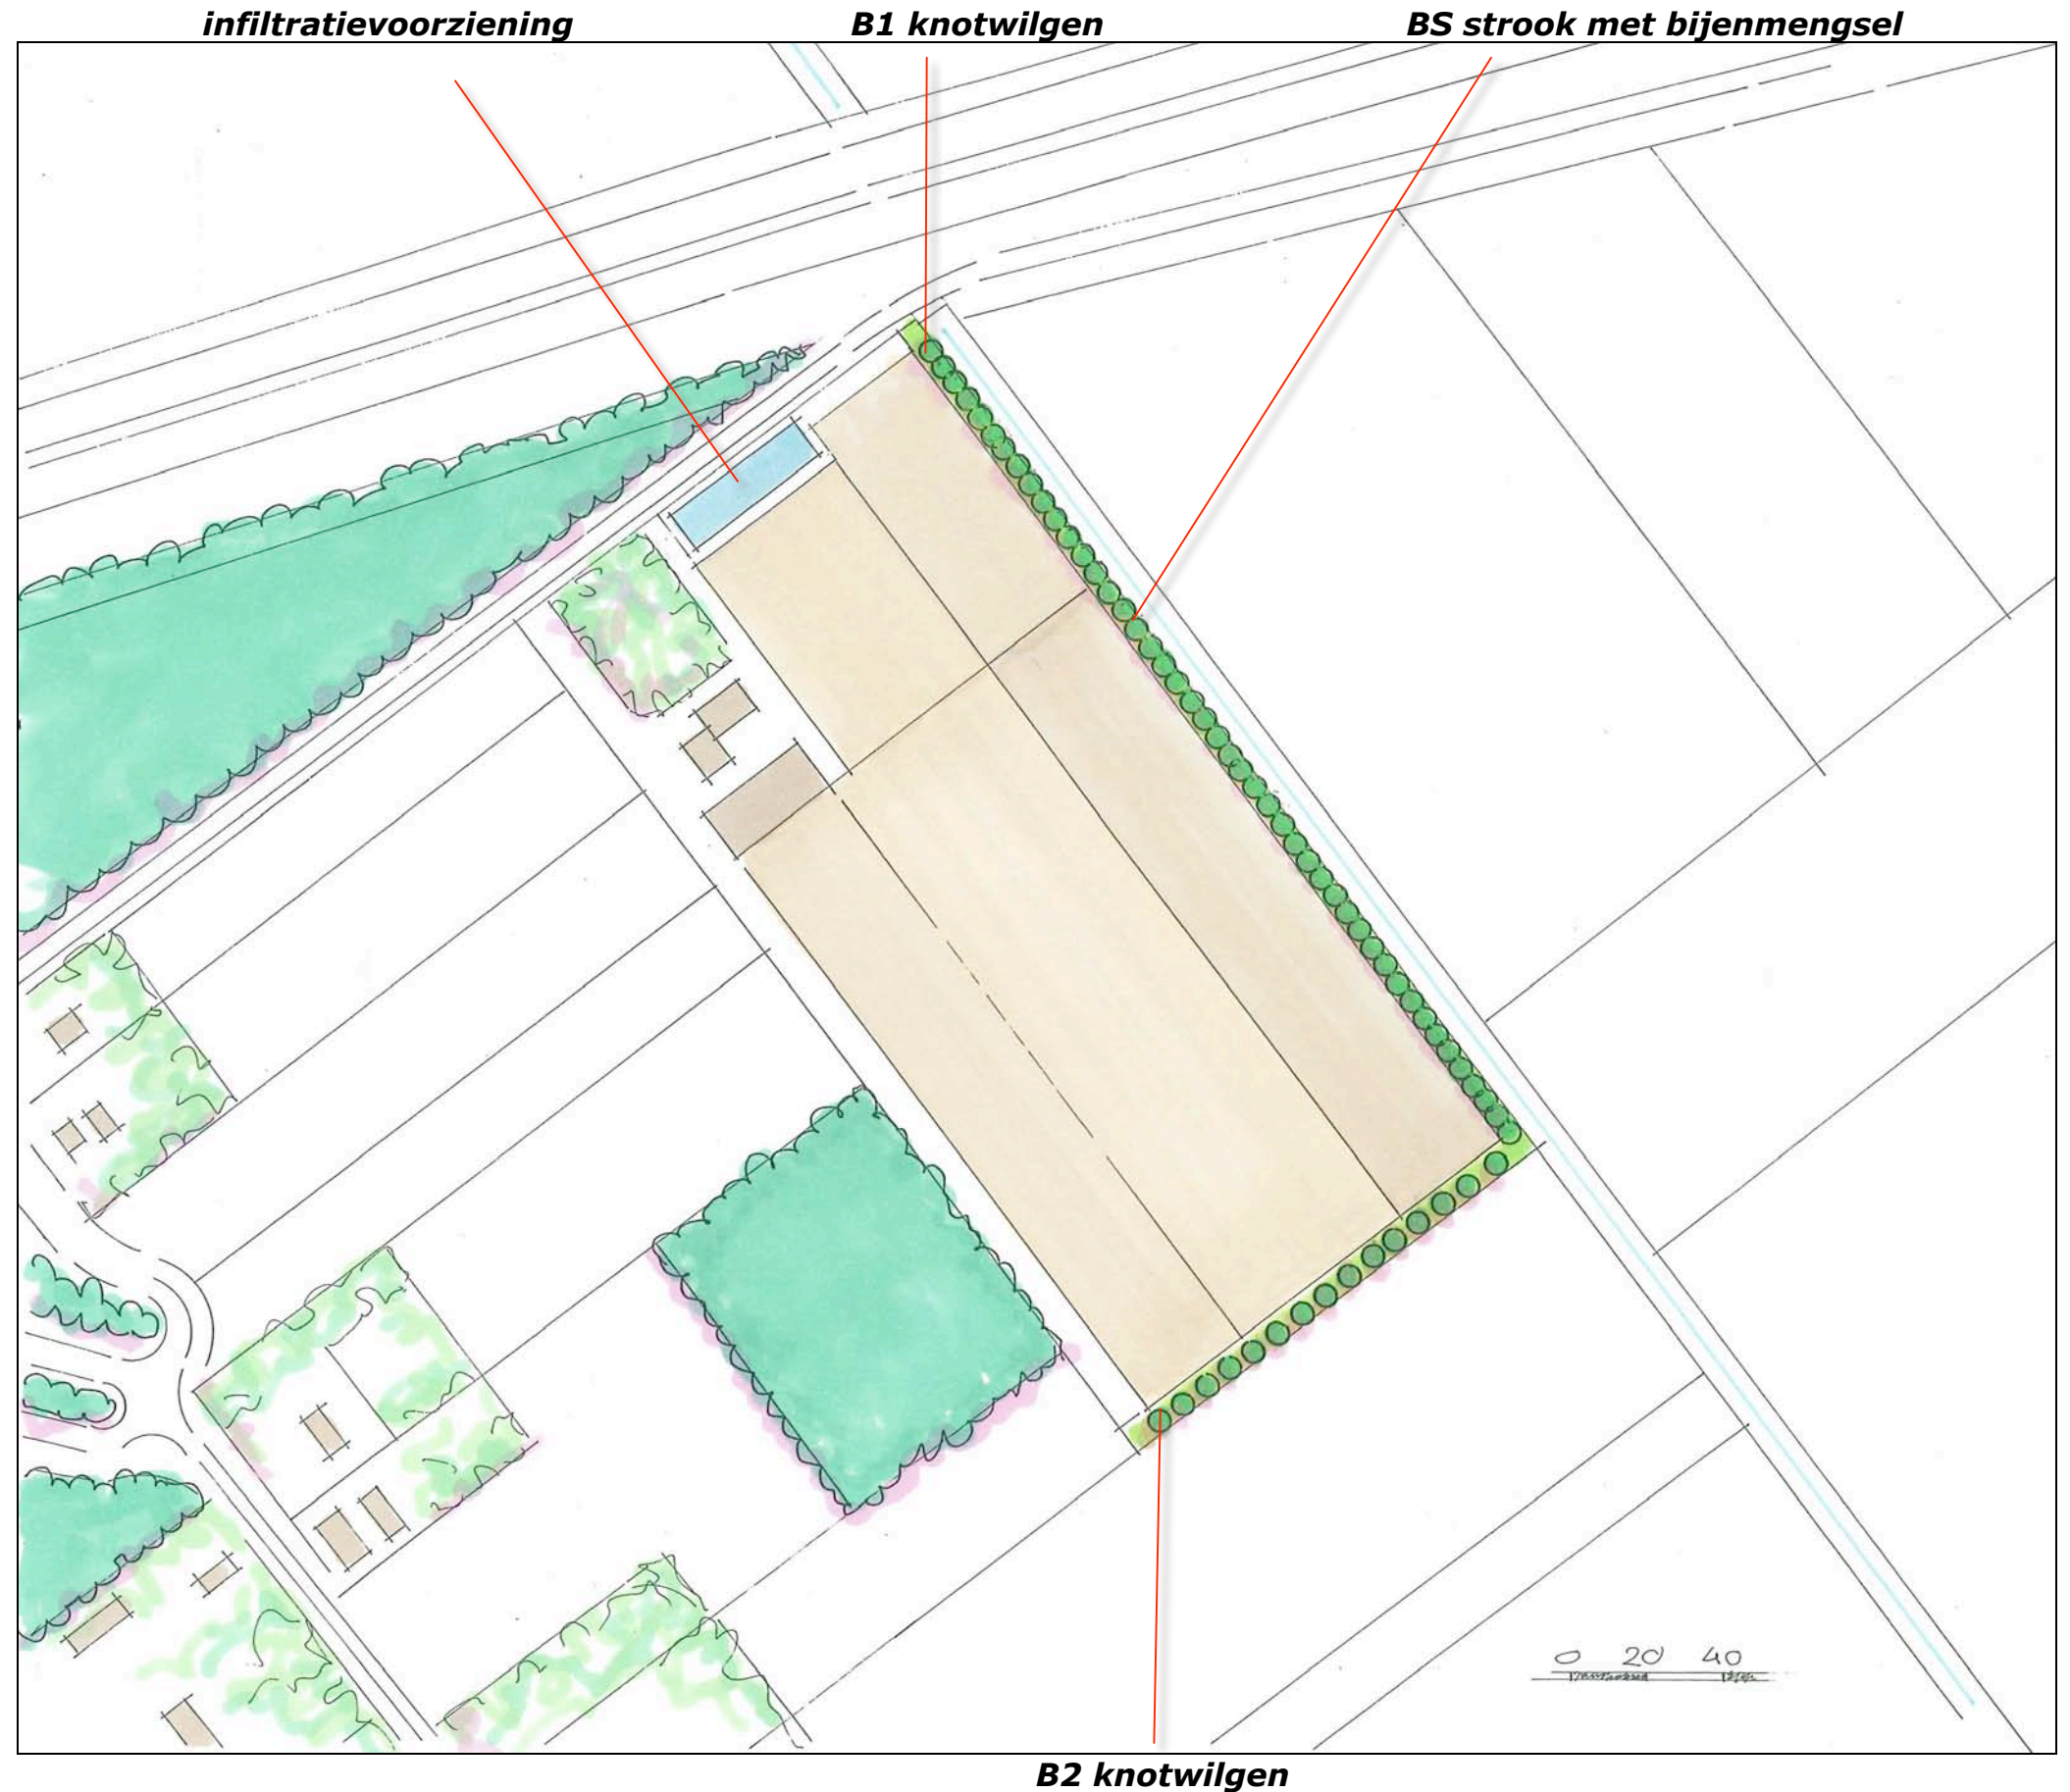 infiltratievoorziening
B1 knotwilgen
BS strook met bijenmengsel
0 20 40
B2 knotwilgen